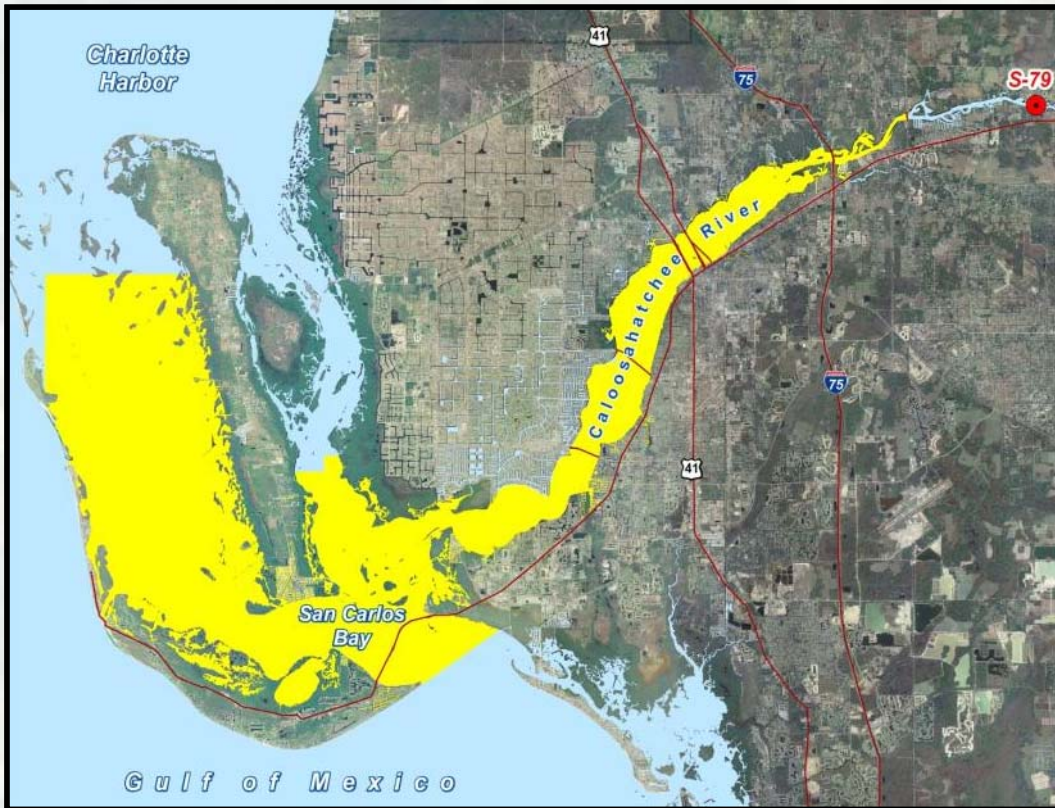 Charlotte
Harbor
41
75
S-79
Caloosahatchee River
75
41
San Carlos
Bay
Gulf of Mexico